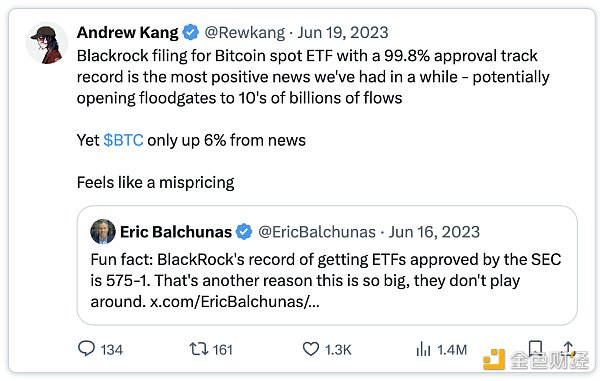 Andrew Kang @Rewkang · Jun 19, 2023
Blackrock filing for Bitcoin spot ETF with a 99.8% approval track
record is the most positive news we've had in a while - potentially
opening floodgates to 10's of billions of flows
Yet $BTC only up 6% from news
Feels like a mispricing
Eric Balchunas @EricBalchunas · Jun 16, 2023
Fun fact: BlackRock's record of getting ETFs approved by the SEC
is 575-1. That's another reason this is so big, they don't play
around. x.com/EricBalchunas/...
134 161 1.3K 1.4M
金色财经